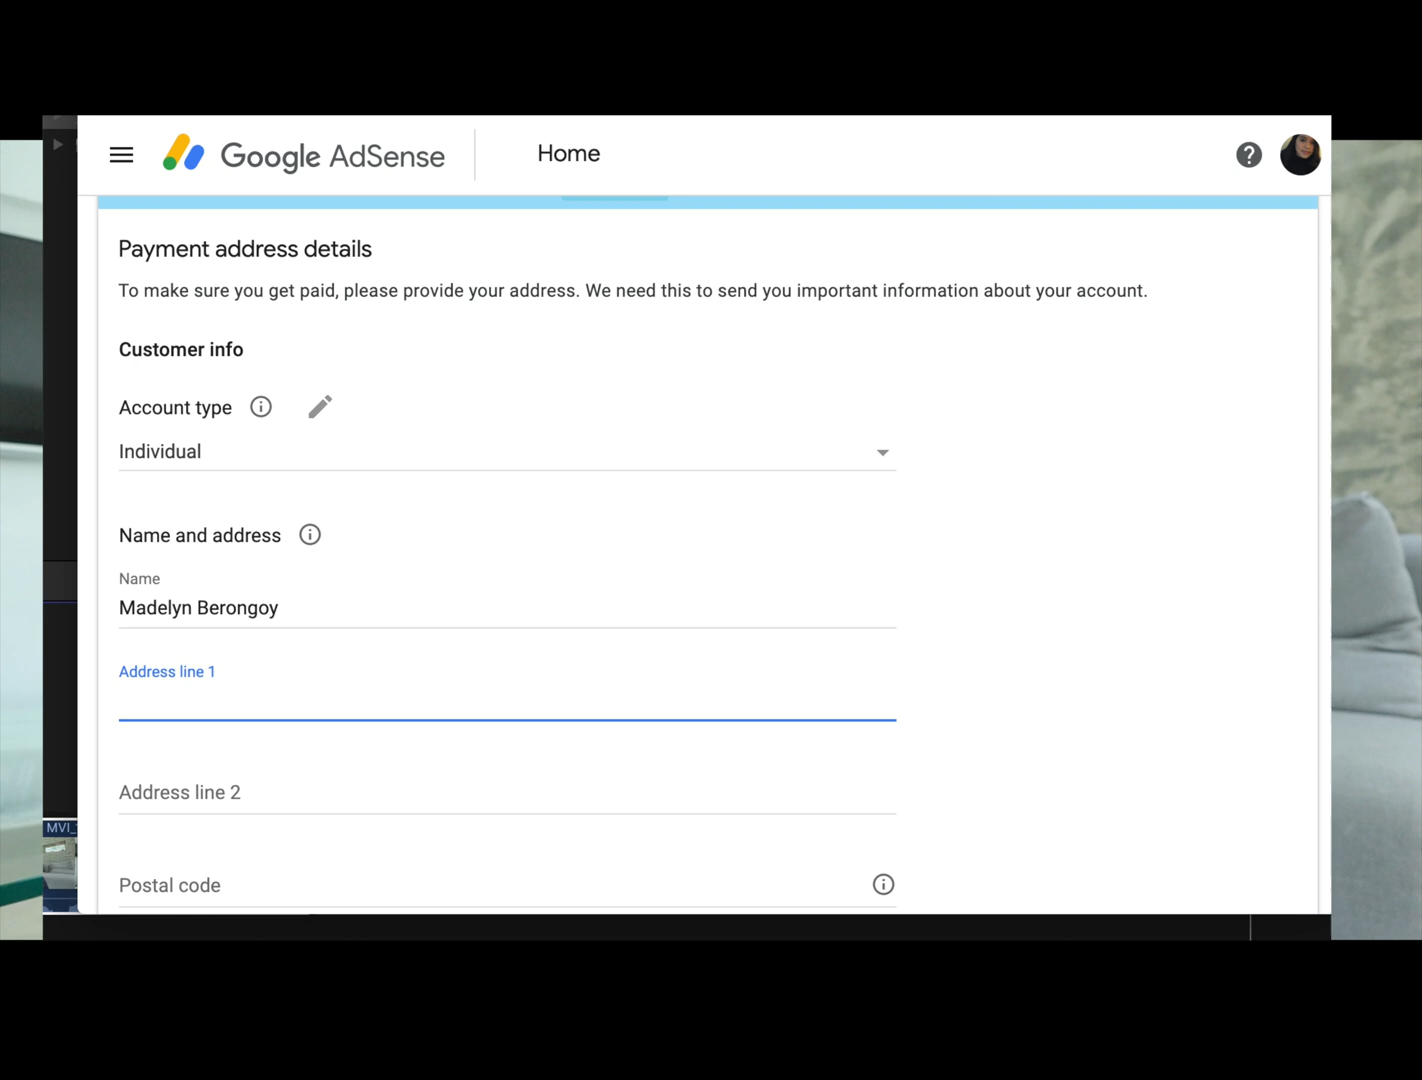 Google AdSense
Home
Payment address details
To make sure you get paid, please provide your address. We need this to send you important information about your account.
Customer info
Account type
Individual
Name and address
Name
Madelyn Berongoy
Address line 1
Address line 2
MVI_
Postal code